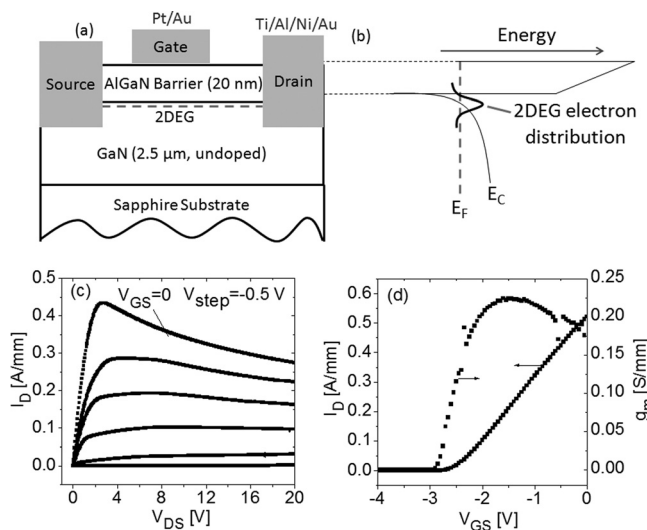 Pt/Au
Ti/Al/Ni/Au
(a)
Gate
Source
AlGaN Barrier (20 nm)
Drain
2DEG
GaN (2.5 µm, undoped)
Sapphire Substrate
(b)
Energy
2DEG electron
distribution
E_C
E_F
(c)
V_GS=0 V_step=-0.5 V
I_D [A/mm]
0.5
0.4
0.3
0.2
0.1
0.0
0 4 8 12 16 20
V_DS [V]
(d)
I_D [A/mm]
0.6
0.5
0.4
0.3
0.2
0.1
0.0
0.25
0.20
0.15
0.10
0.05
0.00
g_m [S/mm]
-4 -3 -2 -1 0
V_GS [V]